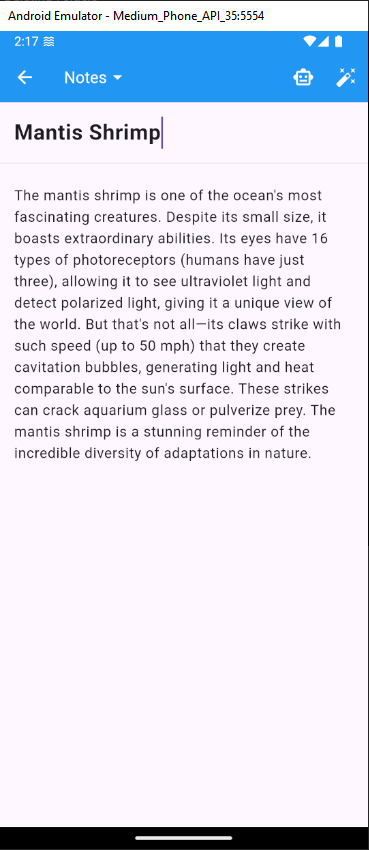 Android Emulator - Medium_Phone_API_35:5554
2:17
Notes
Mantis Shrimp
The mantis shrimp is one of the ocean's most
fascinating creatures. Despite its small size, it
boasts extraordinary abilities. Its eyes have 16
types of photoreceptors (humans have just
three), allowing it to see ultraviolet light and
detect polarized light, giving it a unique view of
the world. But that's not all—its claws strike with
such speed (up to 50 mph) that they create
cavitation bubbles, generating light and heat
comparable to the sun's surface. These strikes
can crack aquarium glass or pulverize prey. The
mantis shrimp is a stunning reminder of the
incredible diversity of adaptations in nature.